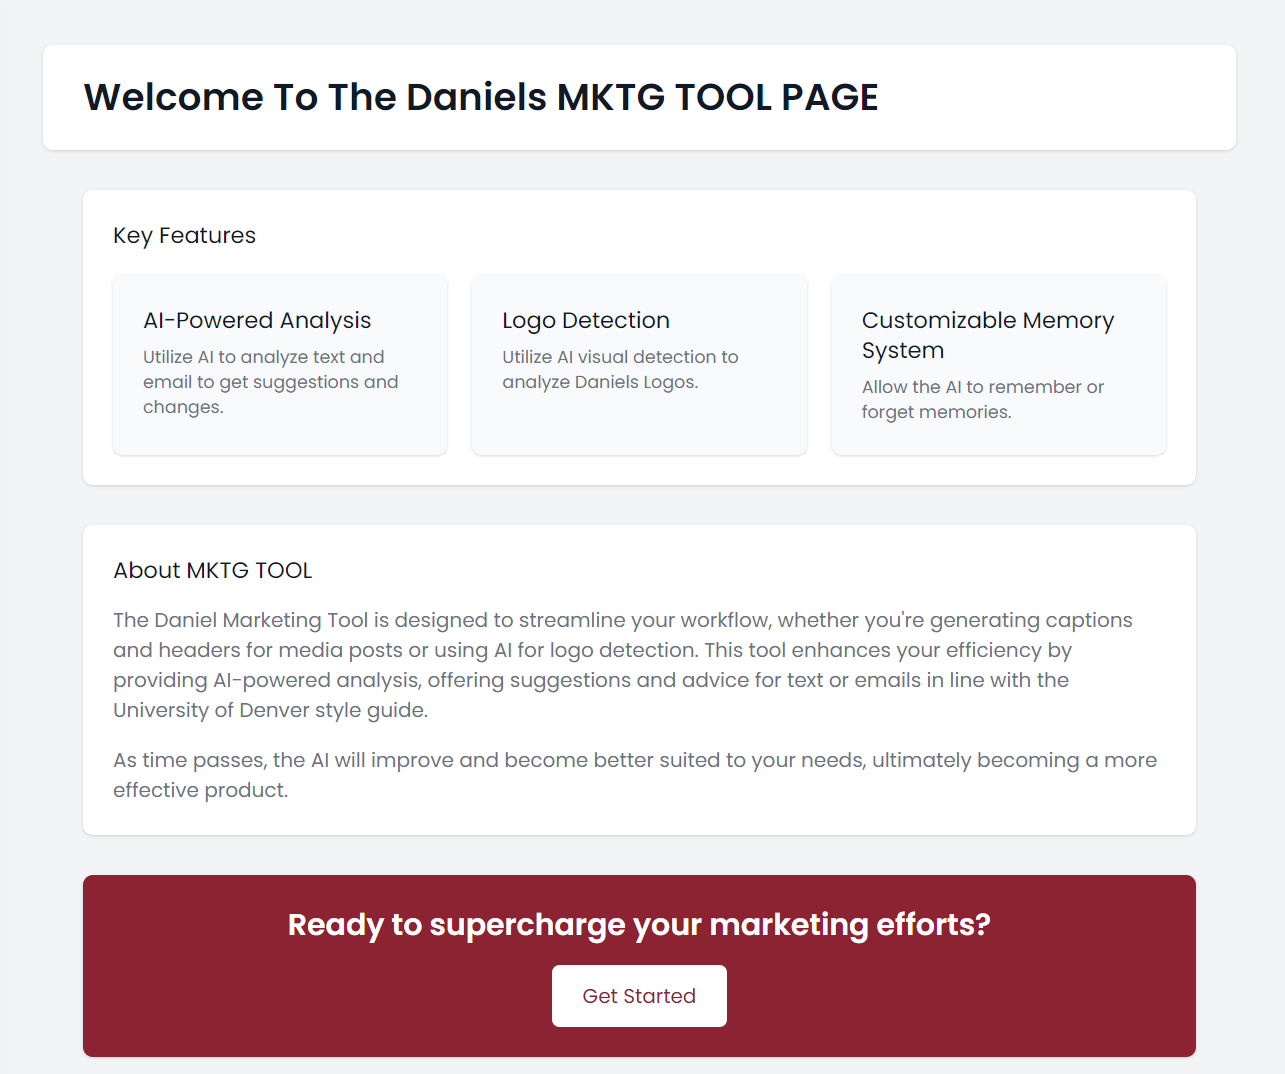 Welcome To The Daniels MKTG TOOL PAGE
Key Features
AI-Powered Analysis
Utilize AI to analyze text and
email to get suggestions and
changes.
Logo Detection
Utilize AI visual detection to
analyze Daniels Logos.
Customizable Memory
System
Allow the AI to remember or
forget memories.
About MKTG TOOL
The Daniel Marketing Tool is designed to streamline your workflow, whether you're generating captions
and headers for media posts or using AI for logo detection. This tool enhances your efficiency by
providing AI-powered analysis, offering suggestions and advice for text or emails in line with the
University of Denver style guide.
As time passes, the AI will improve and become better suited to your needs, ultimately becoming a more
effective product.
Ready to supercharge your marketing efforts?
Get Started